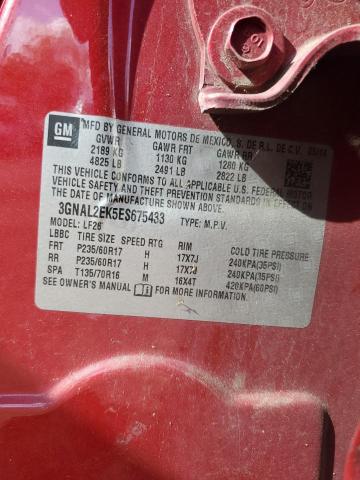 GM
MFD BY GENERAL MOTORS DE MEXICO, S. DE R.L. DE C.V.
GVWR GAWR FRT GAWR RR
2189 KG 1130 KG 1280 KG
4825 LB 2491 LB 2822 LB
THIS VEHICLE CONFORMS TO ALL APPLICABLE U.S. FEDERAL MOTOR
VEHICLE SAFETY AND THEFT PREVENTION STANDARDS IN EFFECT ON THE
DATE OF MANUFACTURE SHOWN ABOVE.
3GNAL2EK5ES675433 TYPE: M.P.V.
MODEL: LF26
LBBC TIRE SIZE SPEED RTG RIM COLD TIRE PRESSURE
FRT P235/60R17 H 17X7J 240KPA(35PSI)
RR P235/60R17 H 17X7J 240KPA(35PSI)
SPA T135/70R16 M 16X4T 420KPA(60PSI)
SEE OWNER'S MANUAL FOR MORE INFORMATION